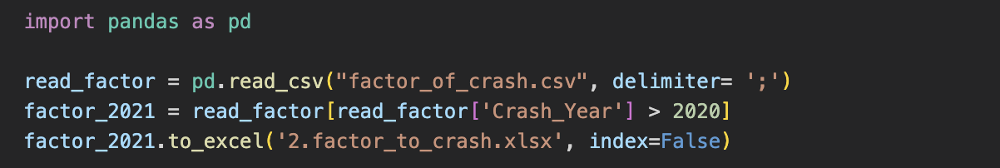 import pandas as pd
read_factor = pd.read_csv("factor_of_crash.csv", delimiter= ';')
factor_2021 = read_factor[read_factor['Crash_Year'] > 2020]
factor_2021.to_excel('2.factor_to_crash.xlsx', index=False)